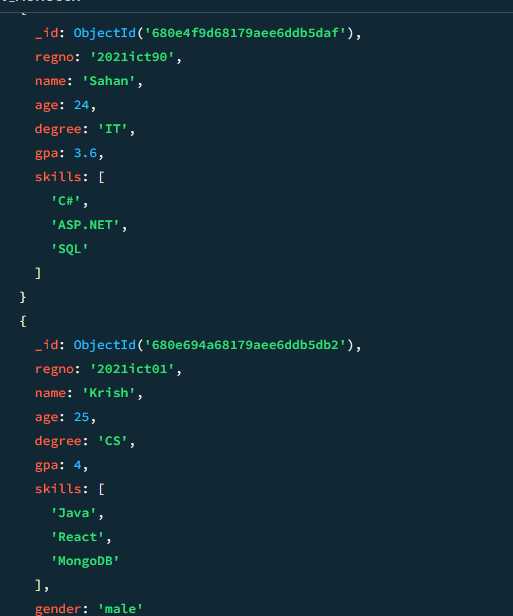 _id: ObjectId('680e4f9d68179aee6ddb5daf'),
regno: '2021ict90',
name: 'Sahan',
age: 24,
degree: 'IT',
gpa: 3.6,
skills: [
'C#',
'ASP.NET',
'SQL'
]
}
{
_id: ObjectId('680e694a68179aee6ddb5db2'),
regno: '2021ict01',
name: 'Krish',
age: 25,
degree: 'CS',
gpa: 4,
skills: [
'Java',
'React',
'MongoDB'
],
gender: 'male'